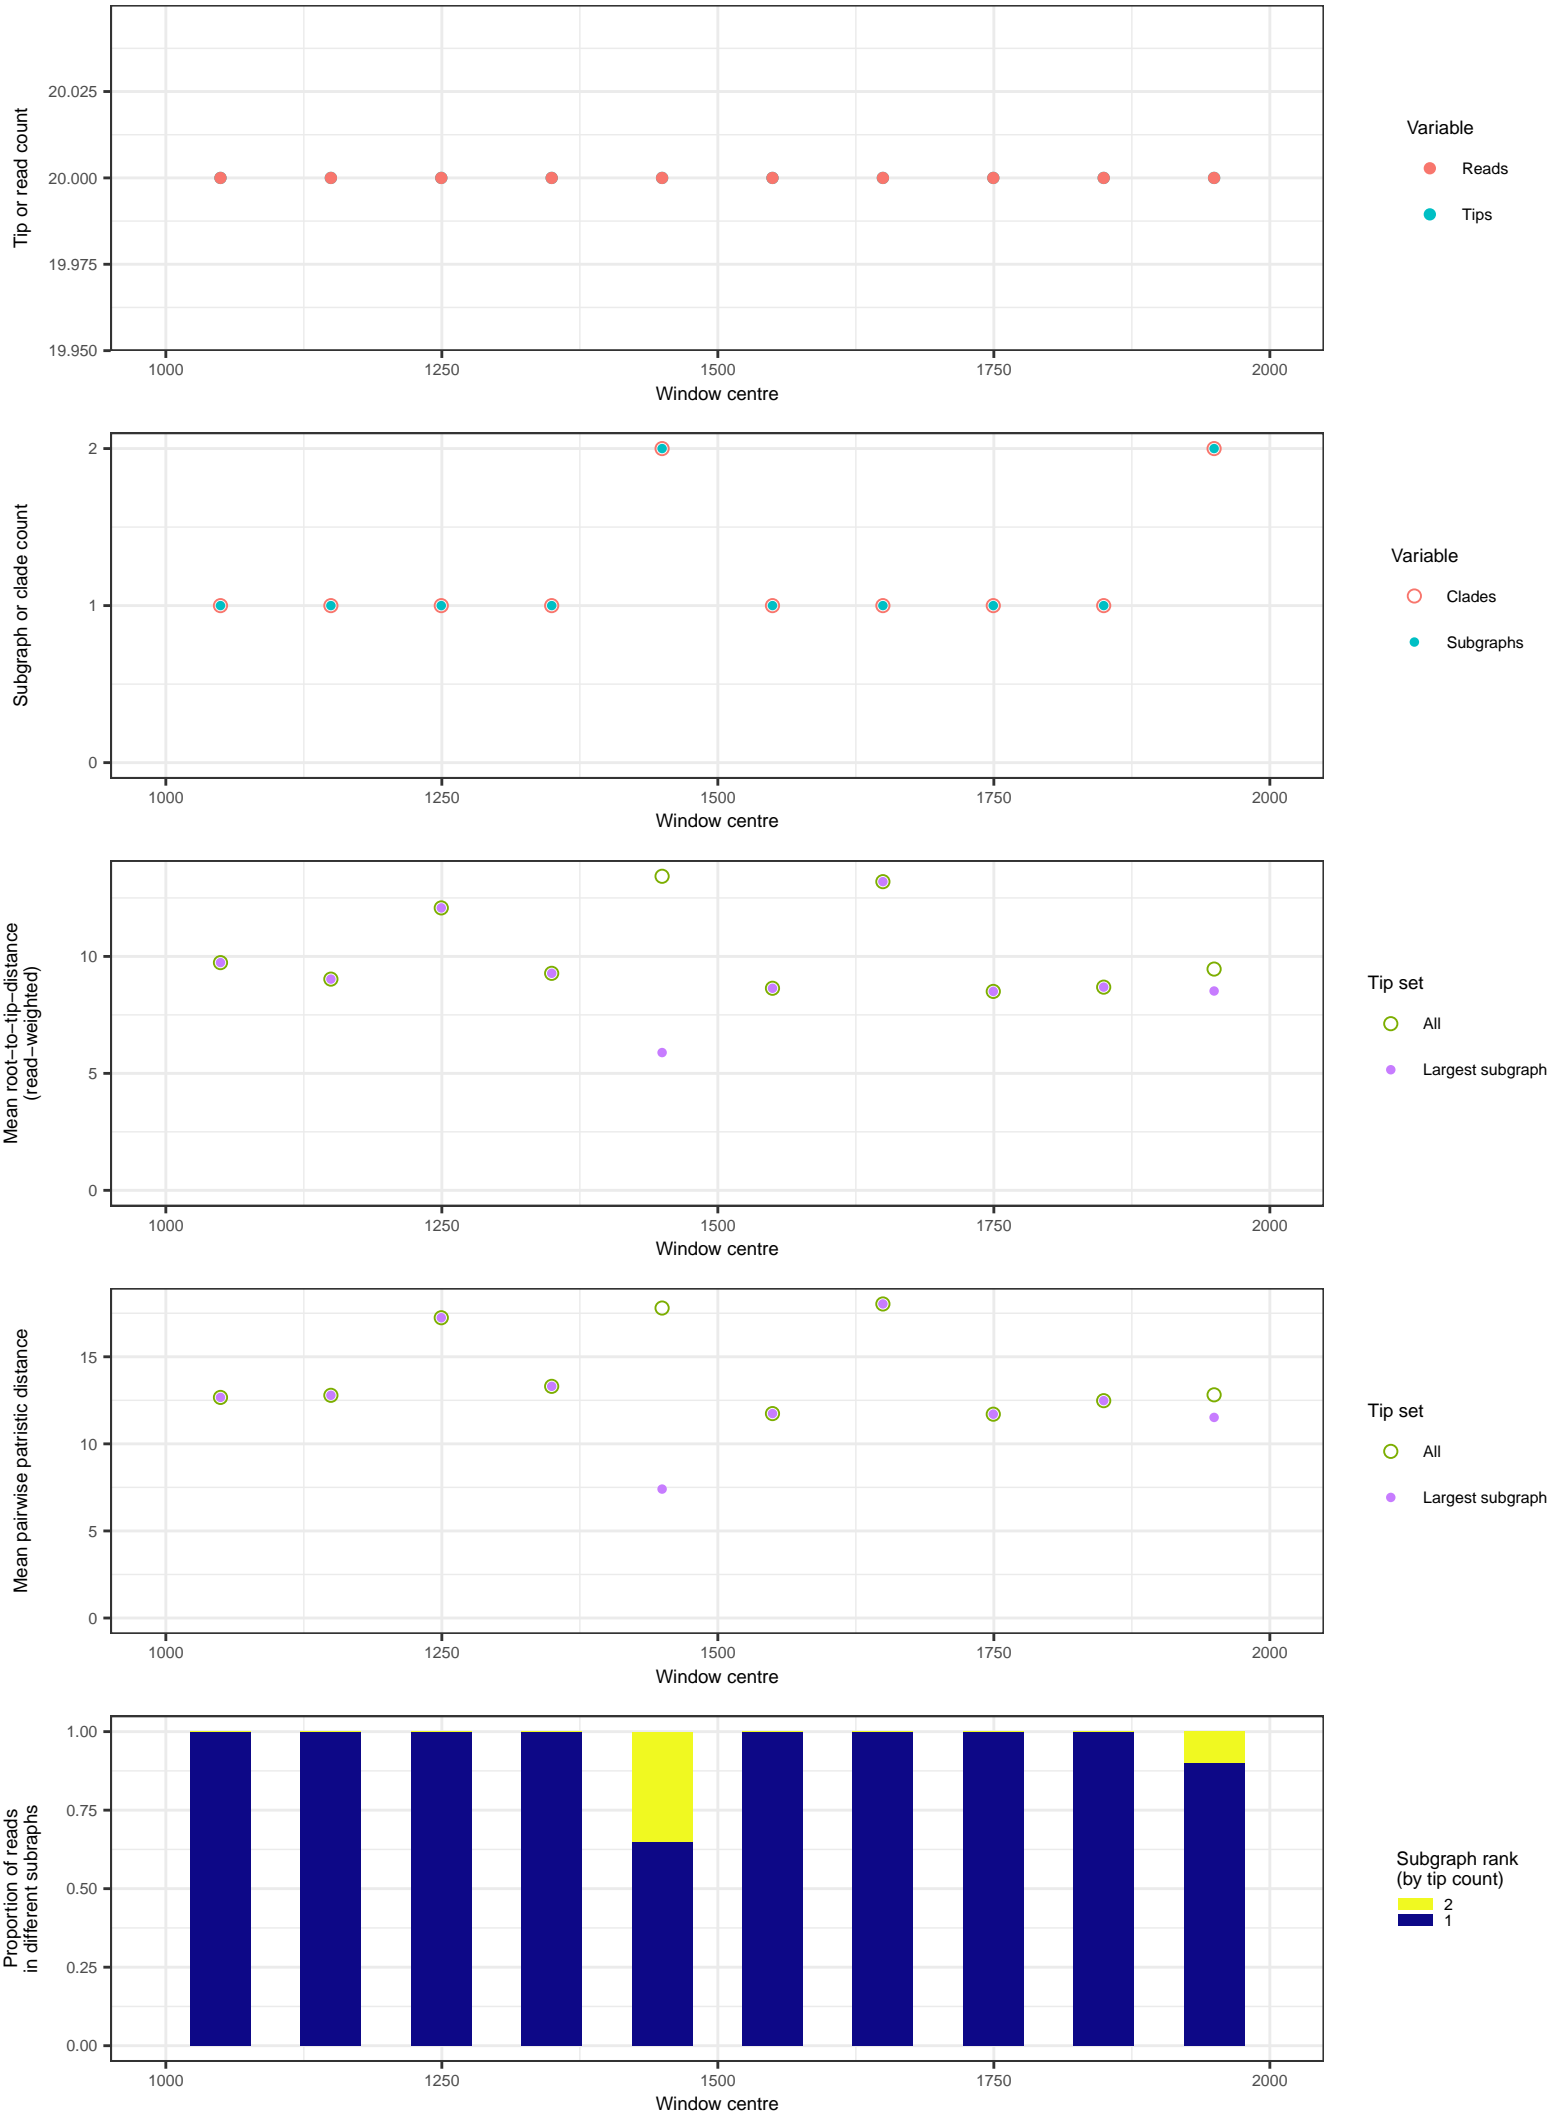 Tip or read count
20.025
20.000
19.975
19.950
1000 1250 1500 1750 2000
Window centre
Variable
Reads
Tips
Subgraph or clade count
2
1
0
1000 1250 1500 1750 2000
Window centre
Variable
Clades
Subgraphs
Mean root−to−tip−distance
(read−weighted)
10
5
0
1000 1250 1500 1750 2000
Window centre
Tip set
All
Largest subgraph
Mean pairwise patristic distance
15
10
5
0
1000 1250 1500 1750 2000
Window centre
Tip set
All
Largest subgraph
Proportion of reads
in different subraphs
1.00
0.75
0.50
0.25
0.00
1000 1250 1500 1750 2000
Window centre
Subgraph rank
(by tip count)
2
1